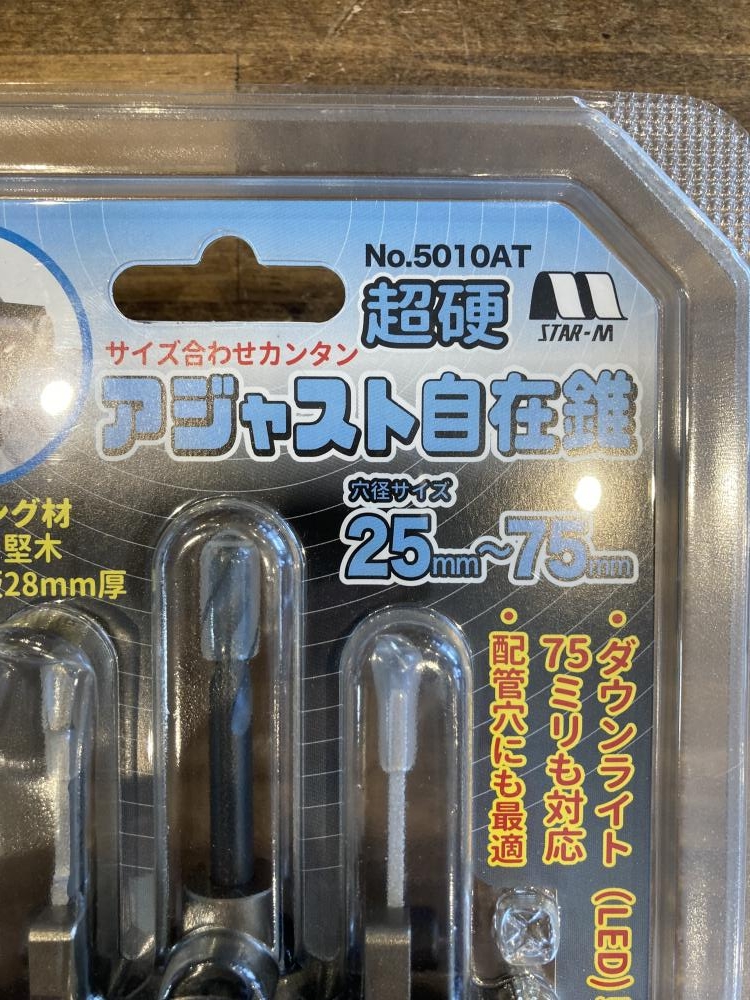 No.5010AT
超硬
STAR-M
サイズ合わせカンタン
アジャスト自在錐
穴径サイズ
25mm~75mm
ング材
堅木
28mm厚
・ダウンライト(LED)
75ミリも対応
・配管穴にも最適